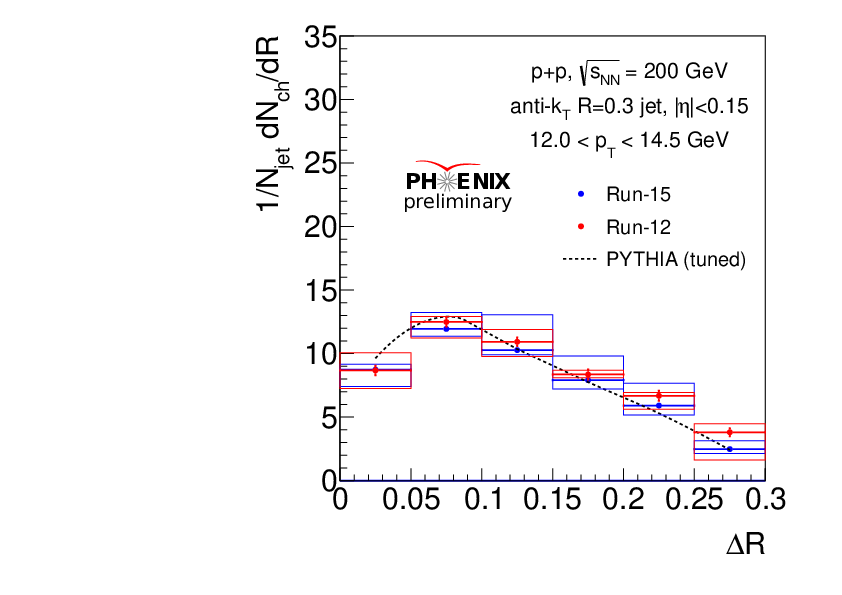 1/N_jet dN_ch/dR
35
30
25
20
15
10
5
0
p+p, √s_NN = 200 GeV
anti-k_T R=0.3 jet, |η|<0.15
12.0 < p_T < 14.5 GeV
PHENIX
preliminary
Run-15
Run-12
PYTHIA (tuned)
0 0.05 0.1 0.15 0.2 0.25 0.3
ΔR